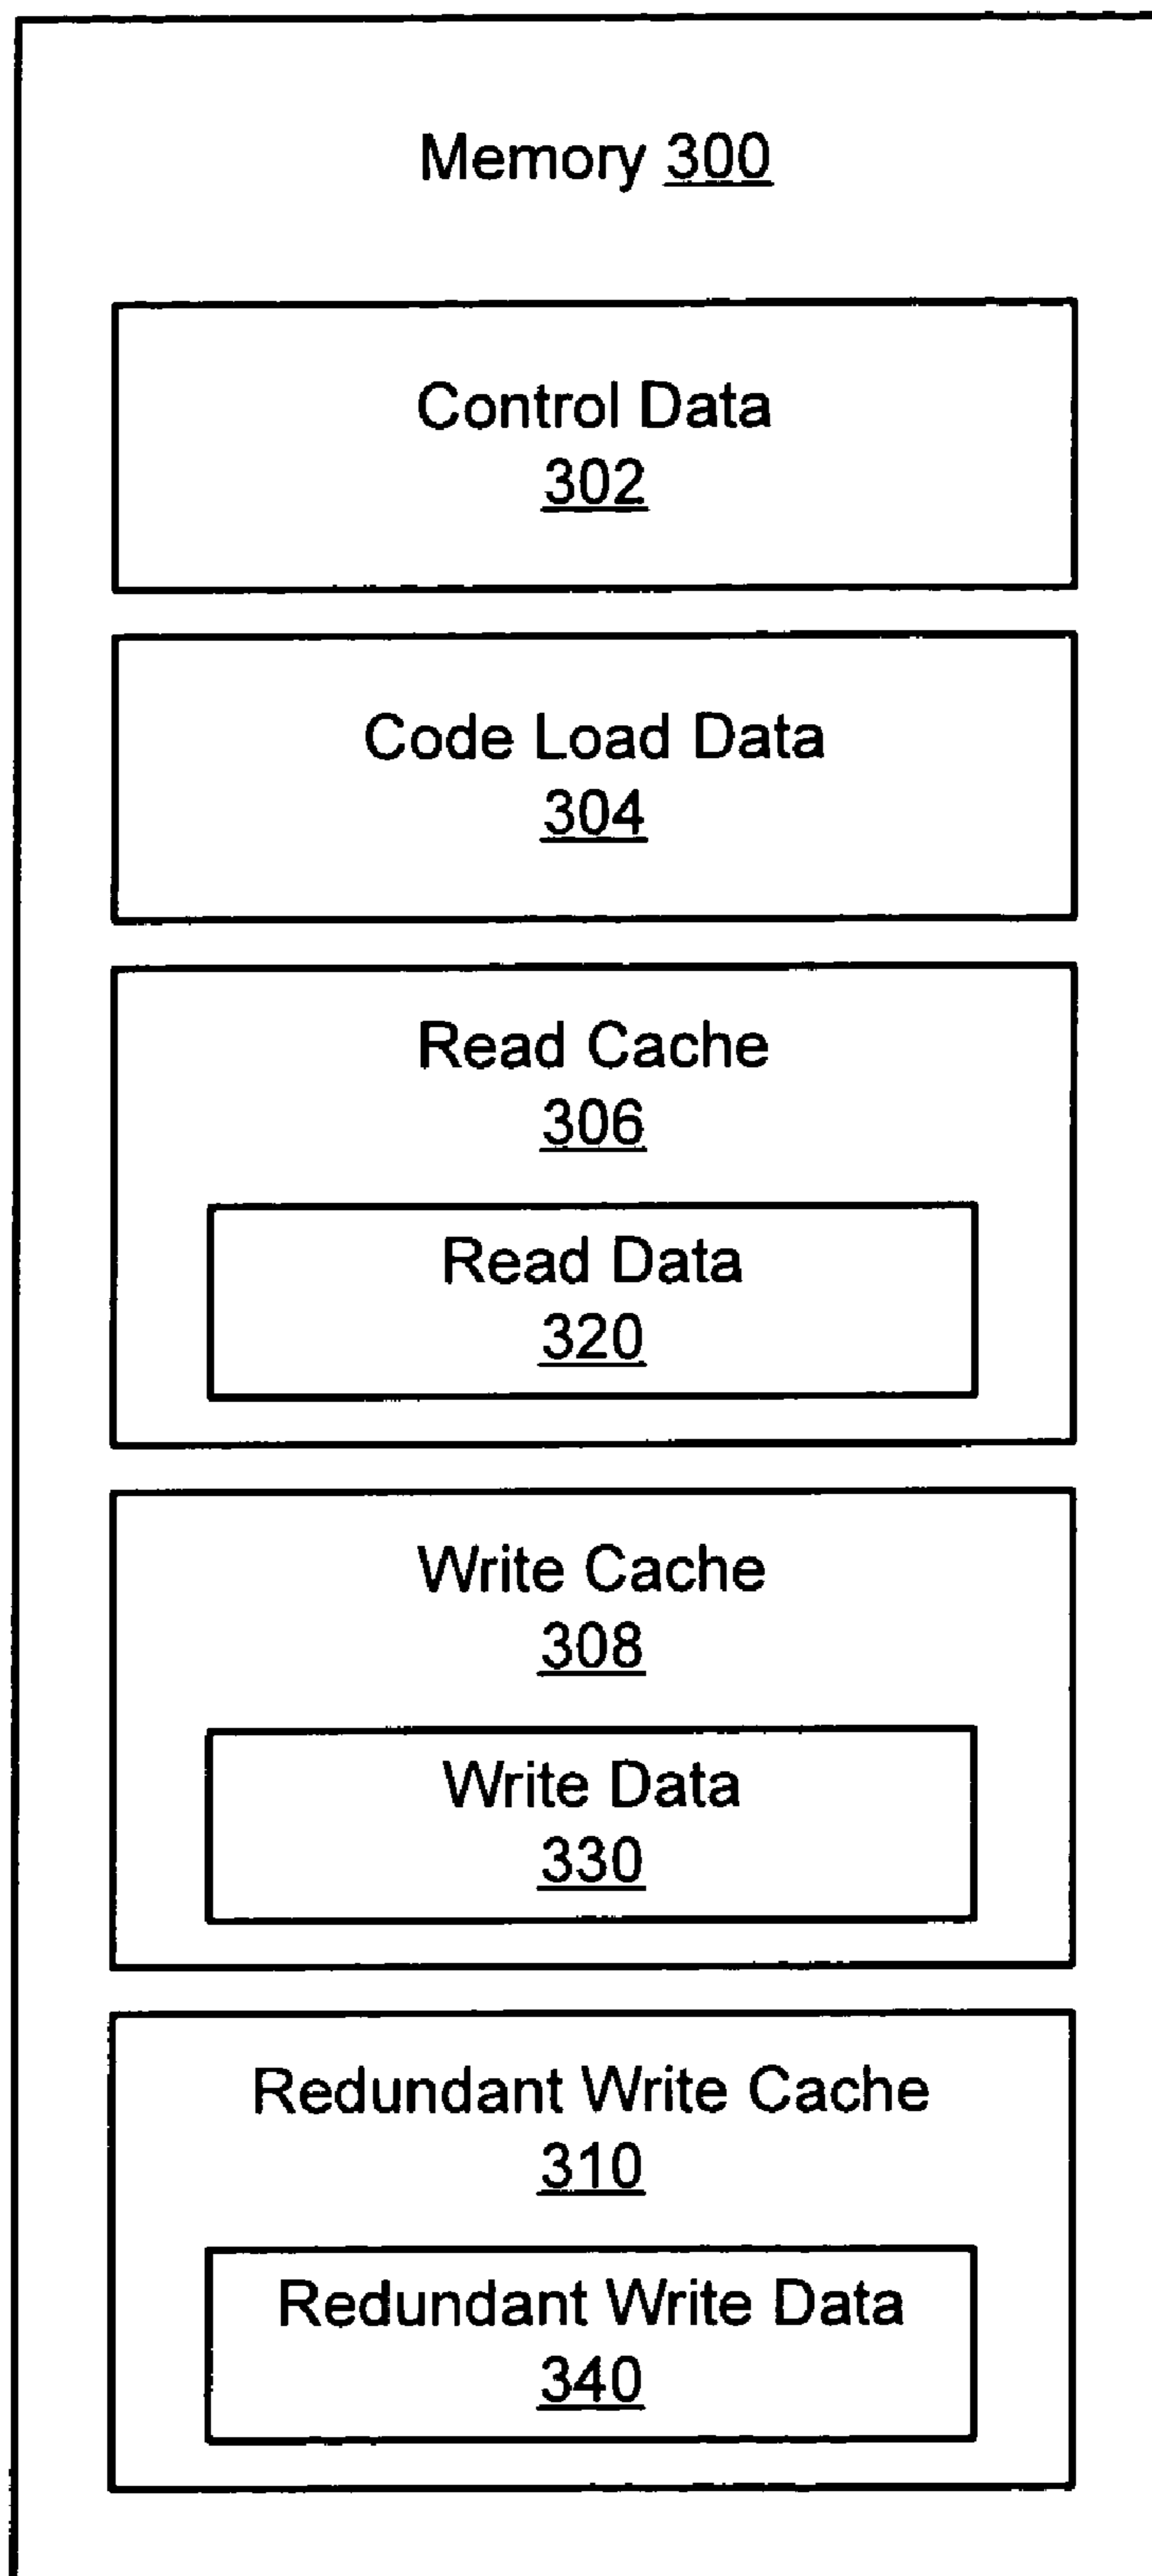 Memory 300
Control Data
302
Code Load Data
304
Read Cache
306
Read Data
320
Write Cache
308
Write Data
330
Redundant Write Cache
310
Redundant Write Data
340